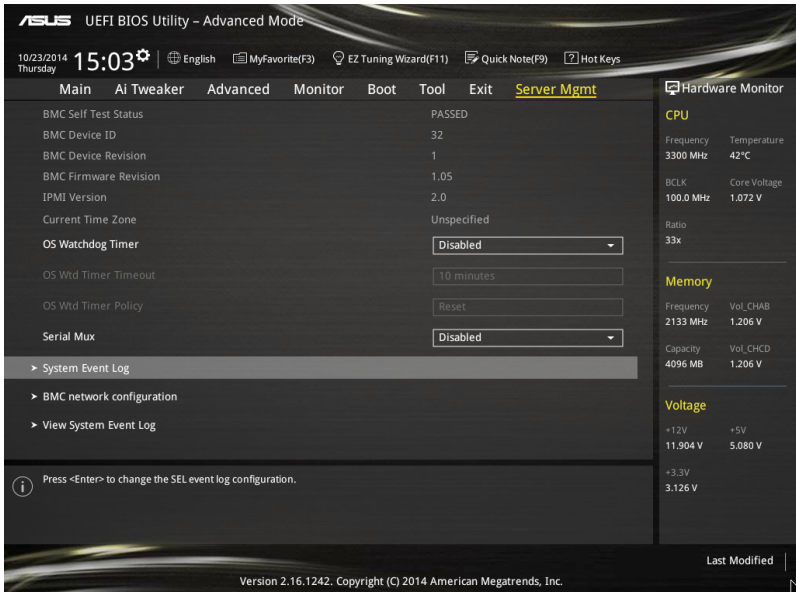 ASUS UEFI BIOS Utility – Advanced Mode
10/23/2014 Thursday 15:03 English MyFavorite(F3) EZ Tuning Wizard(F11) Quick Note(F9) ? Hot Keys
Main Ai Tweaker Advanced Monitor Boot Tool Exit Server Mgmt
BMC Self Test Status PASSED
BMC Device ID 32
BMC Device Revision 1
BMC Firmware Revision 1.05
IPMI Version 2.0
Current Time Zone Unspecified
OS Watchdog Timer Disabled
OS Wtd Timer Timeout 10 minutes
OS Wtd Timer Policy Reset
Serial Mux Disabled
> System Event Log
> BMC network configuration
> View System Event Log
i Press <Enter> to change the SEL event log configuration.
Hardware Monitor
CPU
Frequency Temperature
3300 MHz 42°C
BCLK Core Voltage
100.0 MHz 1.072 V
Ratio
33x
Memory
Frequency Vol_CHAB
2133 MHz 1.206 V
Capacity Vol_CHCD
4096 MB 1.206 V
Voltage
+12V +5V
11.904 V 5.080 V
+3.3V
3.126 V
Last Modified
Version 2.16.1242. Copyright (C) 2014 American Megatrends, Inc.